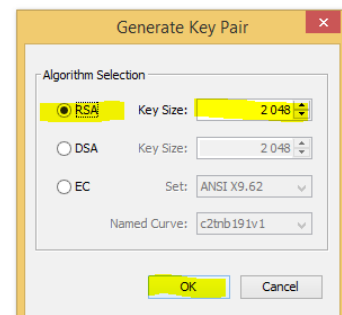 Generate Key Pair
Algorithm Selection
RSA Key Size: 2 048
DSA Key Size: 2 048
EC Set: ANSI X9.62
Named Curve: c2tnb191v1
OK Cancel